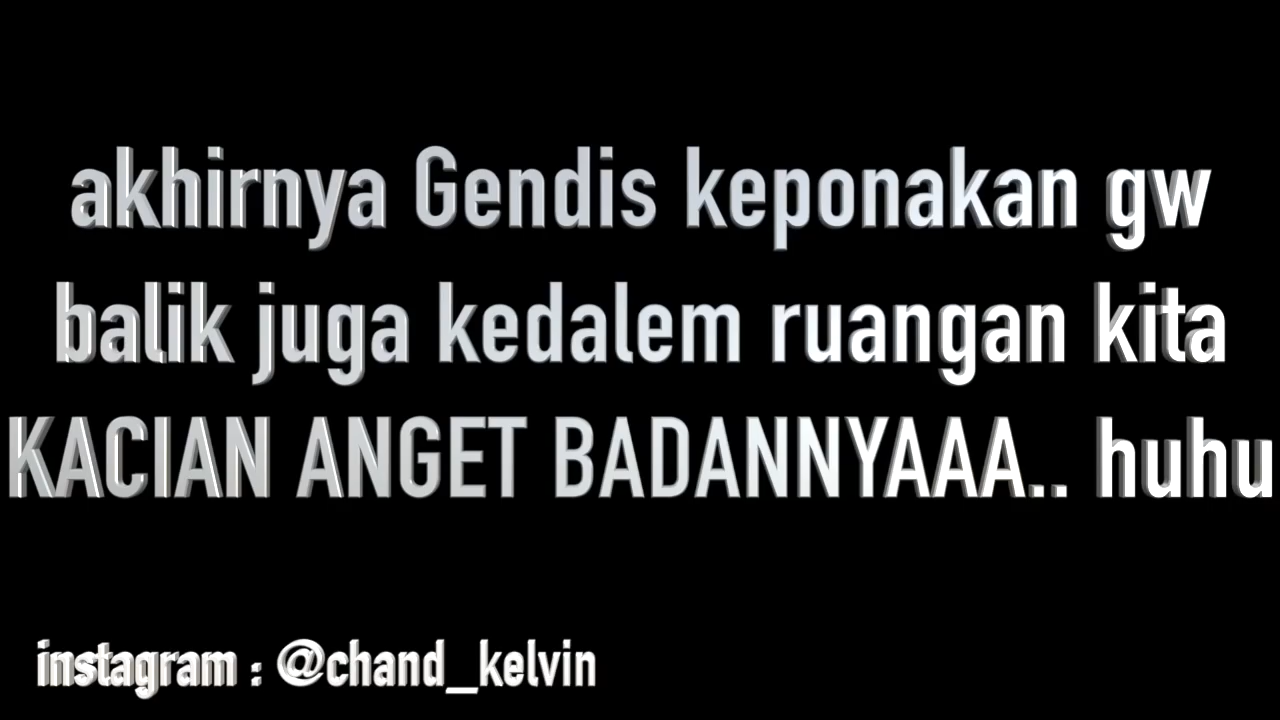 akhirnya Gendis keponakan gw
balik juga kedalem ruangan kita
KACIAN ANGET BADANNYAAA.. huhu
instagram : @chand_kelvin